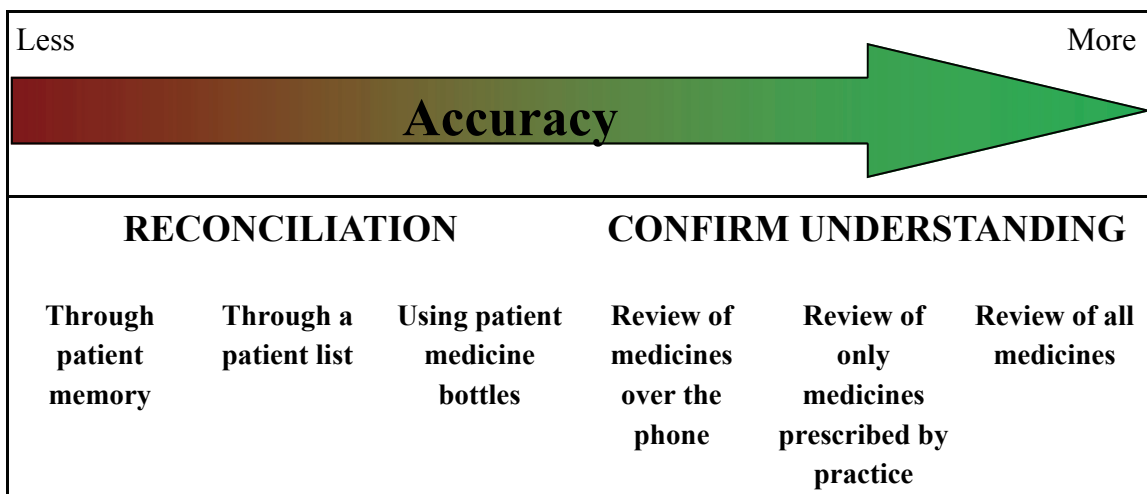 Less
More
Accuracy
RECONCILIATION
CONFIRM UNDERSTANDING
Through
patient
memory
Through a
patient list
Using patient
medicine
bottles
Review of
medicines
over the
phone
Review of
only
medicines
prescribed by
practice
Review of all
medicines